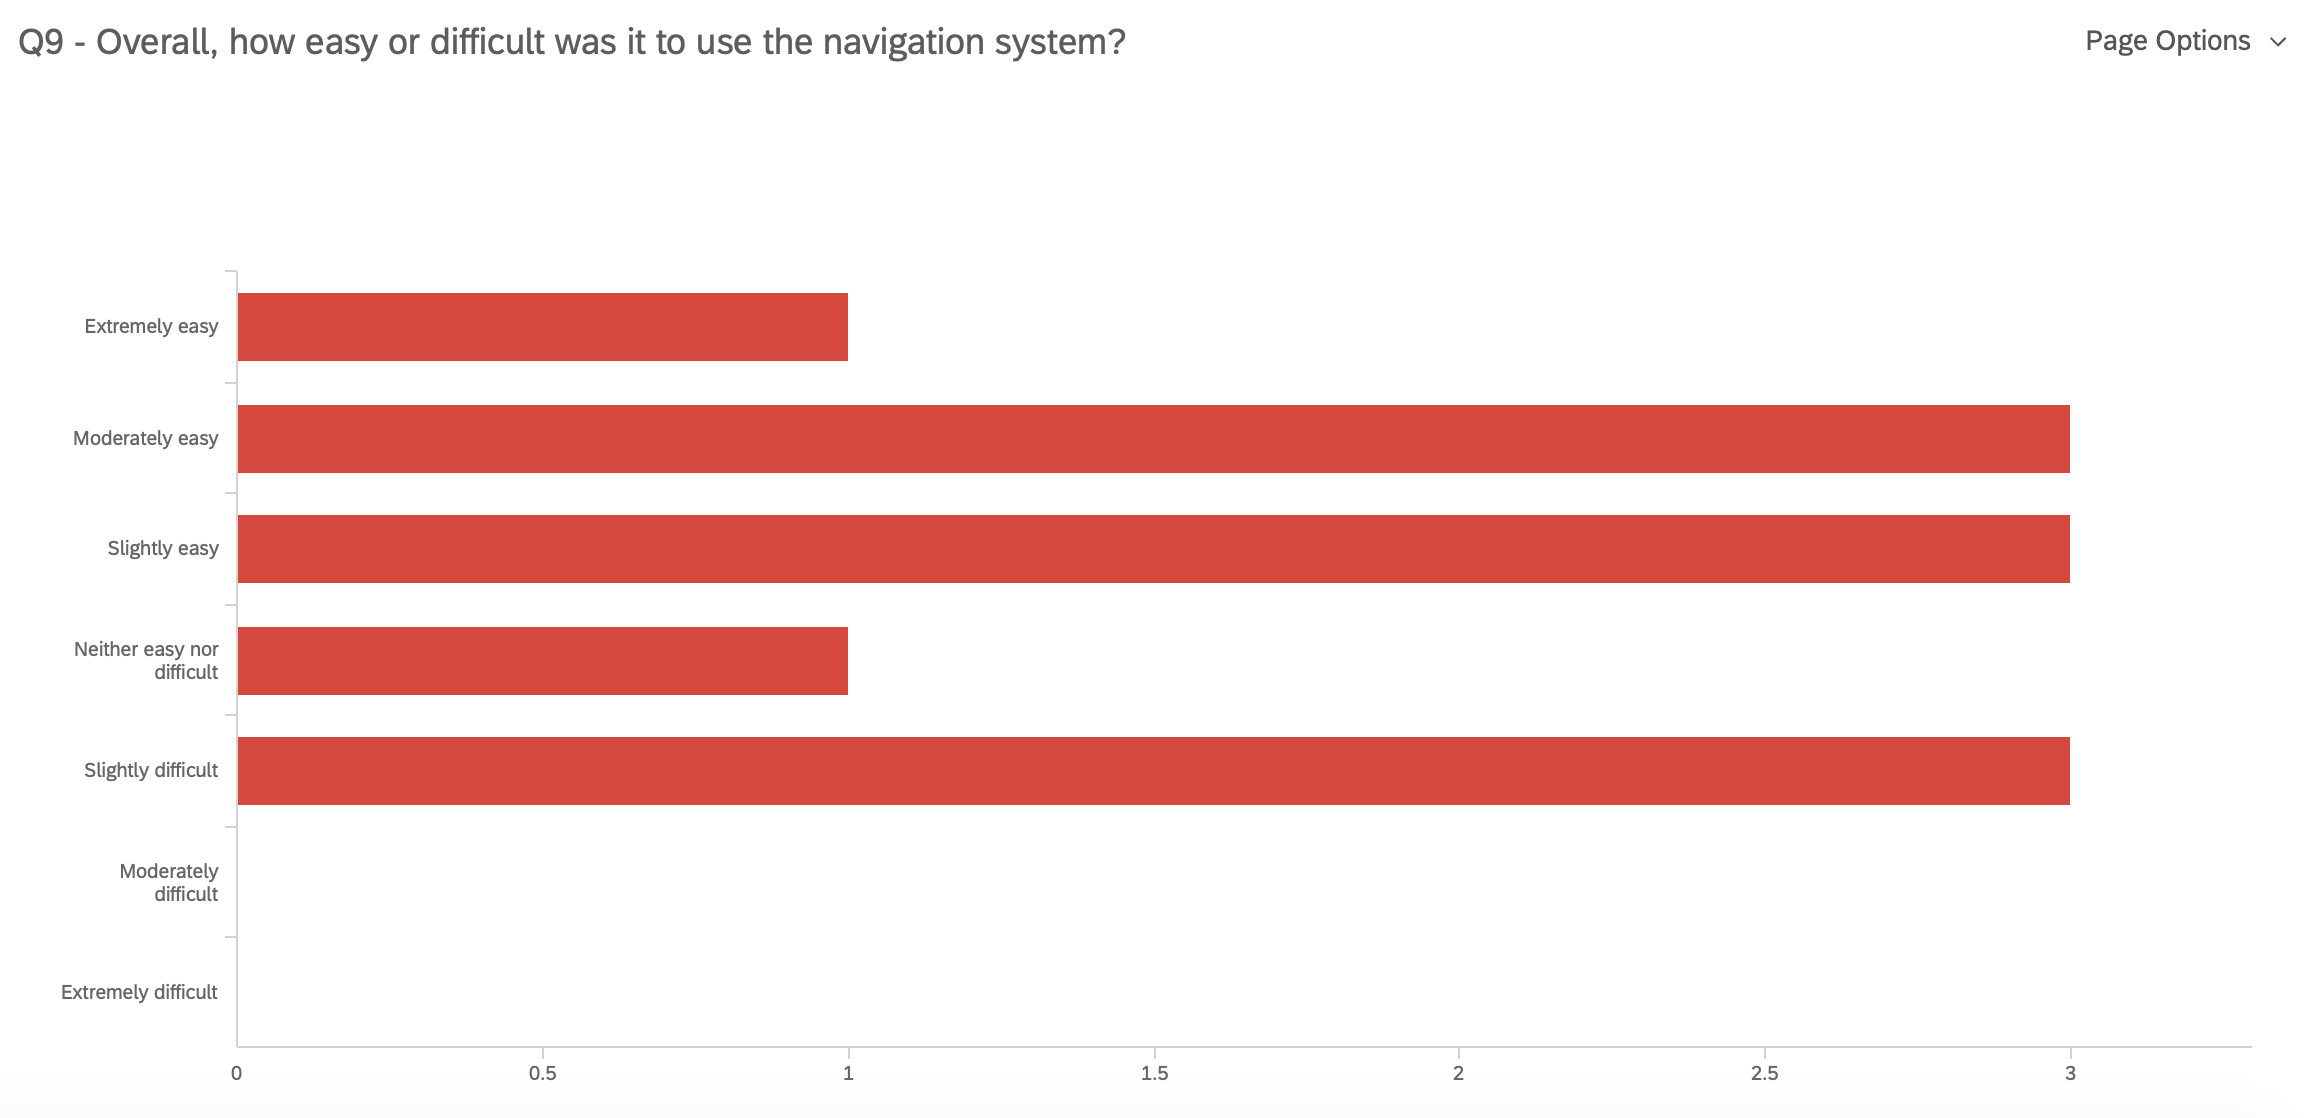 Q9 - Overall, how easy or difficult was it to use the navigation system?
Page Options
Extremely easy
Moderately easy
Slightly easy
Neither easy nor
difficult
Slightly difficult
Moderately
difficult
Extremely difficult
0 0.5 1 1.5 2 2.5 3